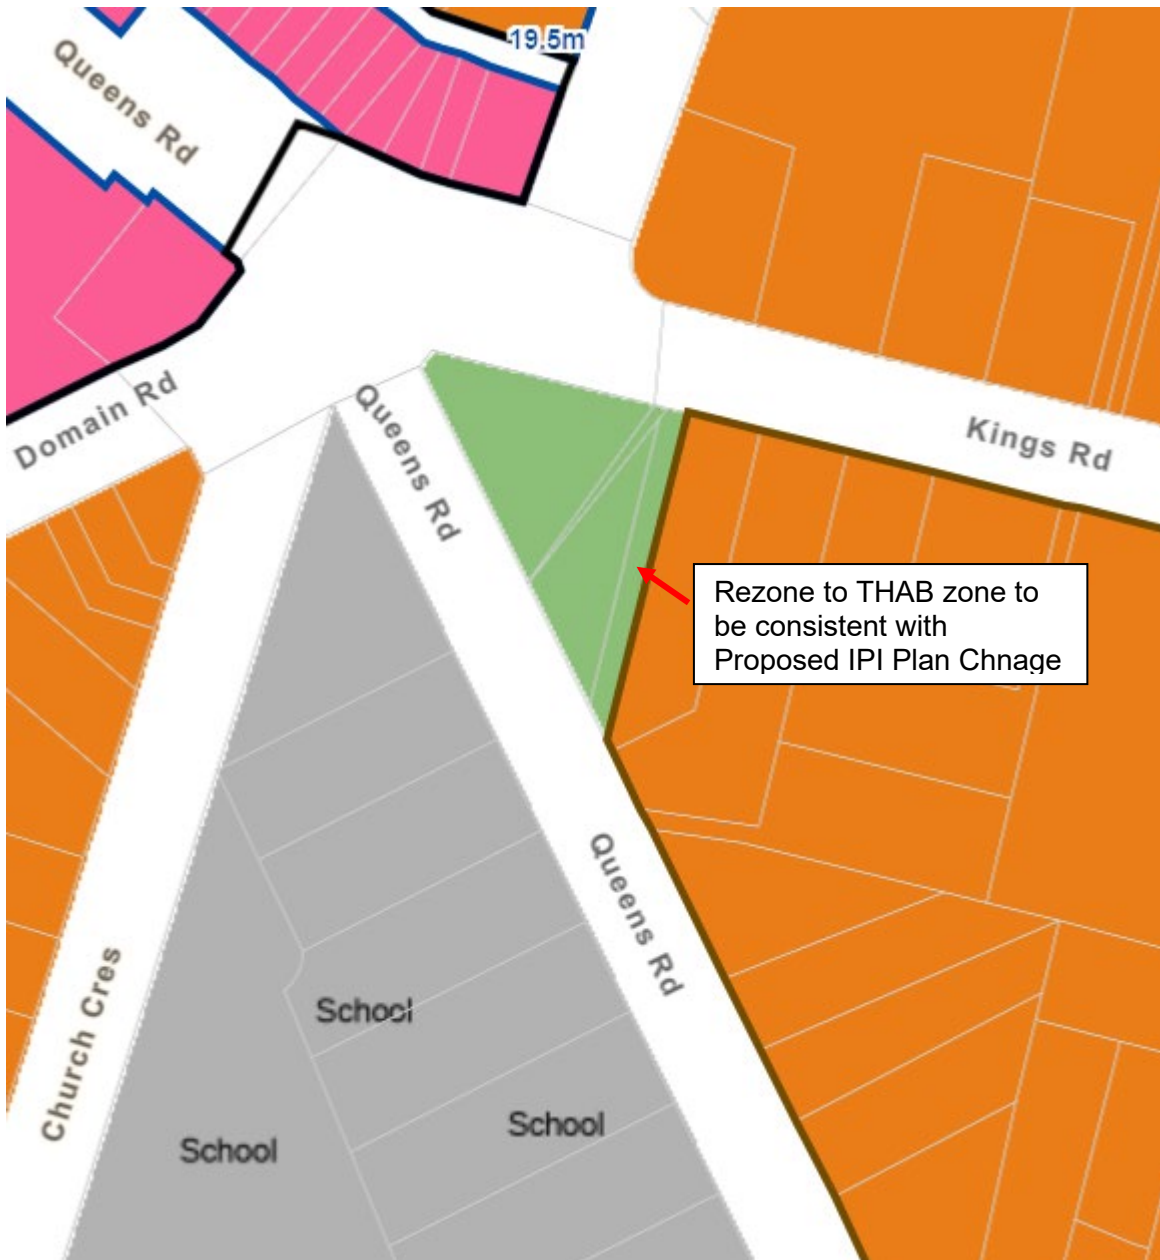 19.5m
Queens Rd
Domain Rd
Queens Rd
Kings Rd
Rezone to THAB zone to
be consistent with
Proposed IPI Plan Chnage
Queens Rd
Church Cres
School
School
School